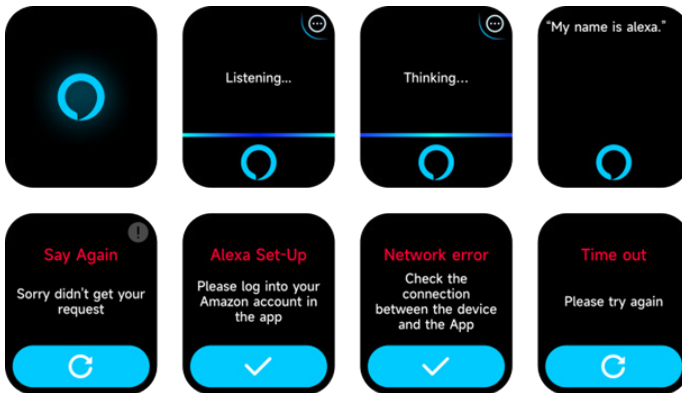 Listening...
Thinking...
“My name is alexa.”
Say Again
Sorry didn't get your
request
Alexa Set-Up
Please log into your
Amazon account in
the app
Network error
Check the
connection
between the device
and the App
Time out
Please try again